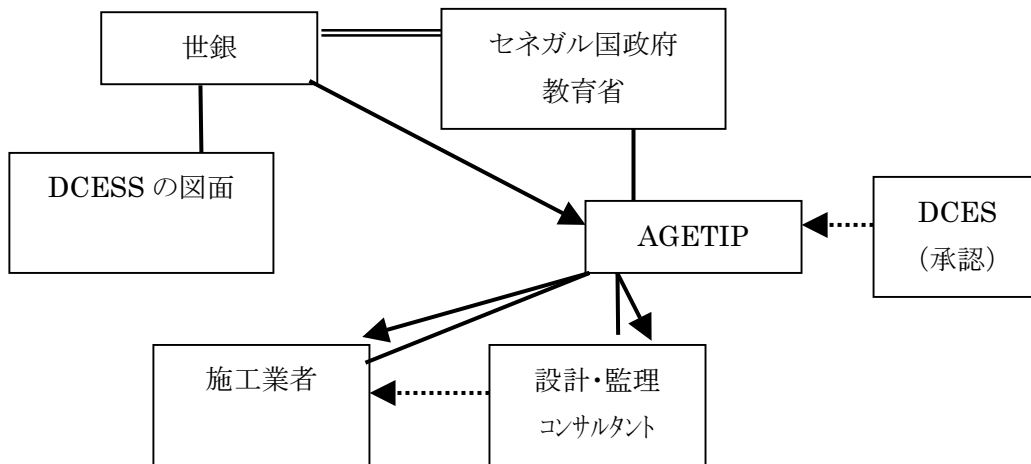 世銀
セネガル国政府
教育省
DCESS の図面
AGETIP
DCES
（承認）
施工業者
設計・監理
コンサルタント